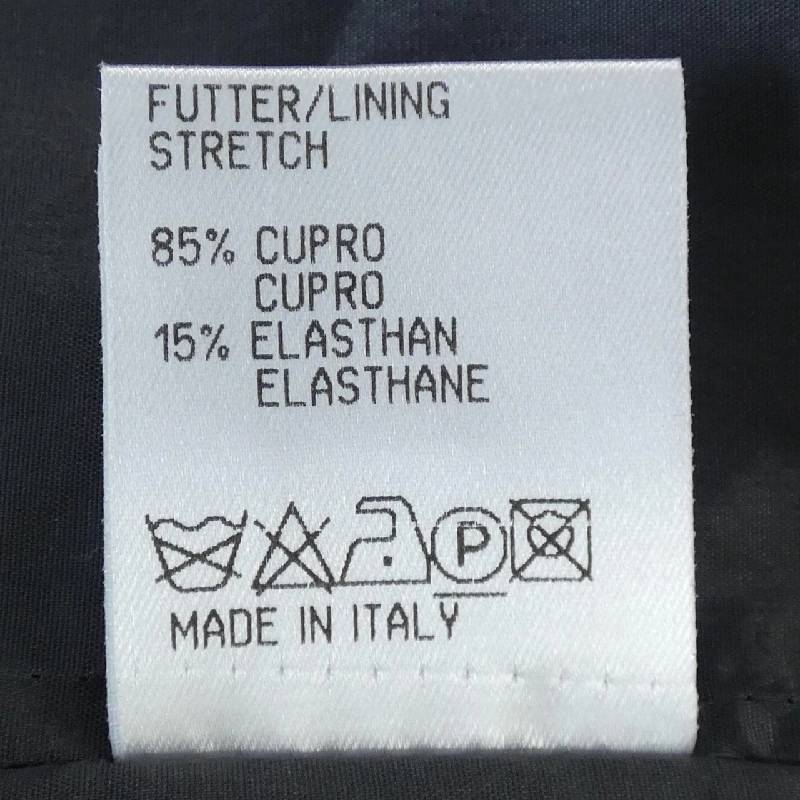 FUTTER/LINING
STRETCH
85% CUPRO
CUPRO
15% ELASTHAN
ELASTHANE
P
MADE IN ITALY